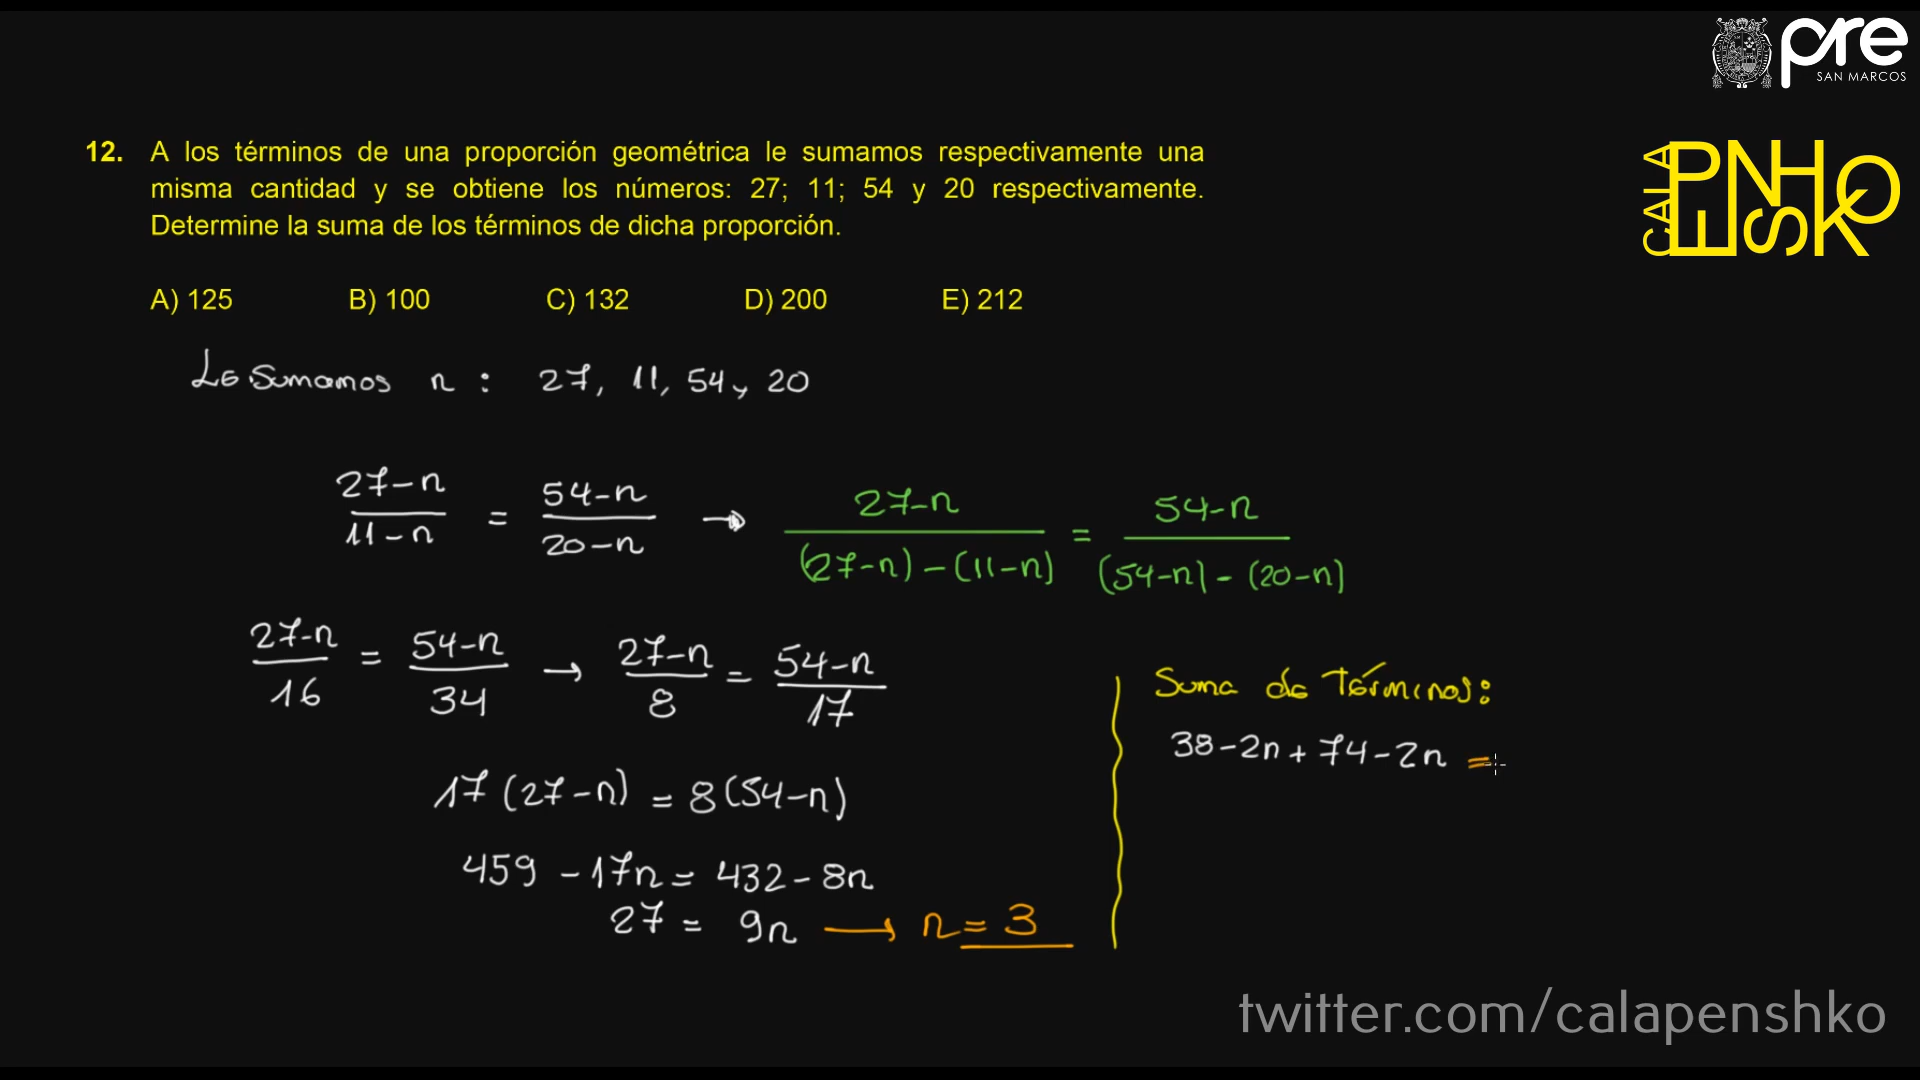 pre
SAN MARCOS
CALA
PENSHKO
12. A los términos de una proporción geométrica le sumamos respectivamente una
misma cantidad y se obtiene los números: 27; 11; 54 y 20 respectivamente.
Determine la suma de los términos de dicha proporción.
A) 125 B) 100 C) 132 D) 200 E) 212
Le Sumamos n : 27, 11, 54 y 20
27-n / 11-n = 54-n / 20-n → 27-n / (27-n) - (11-n) = 54-n / (54-n) - (20-n)
27-n / 16 = 54-n / 34 → 27-n / 8 = 54-n / 17
17 (27-n) = 8 (54-n)
459 - 17n = 432 - 8n
27 = 9n → n = 3
Suma de Términos:
38 - 2n + 74 - 2n =
twitter.com/calapenshko